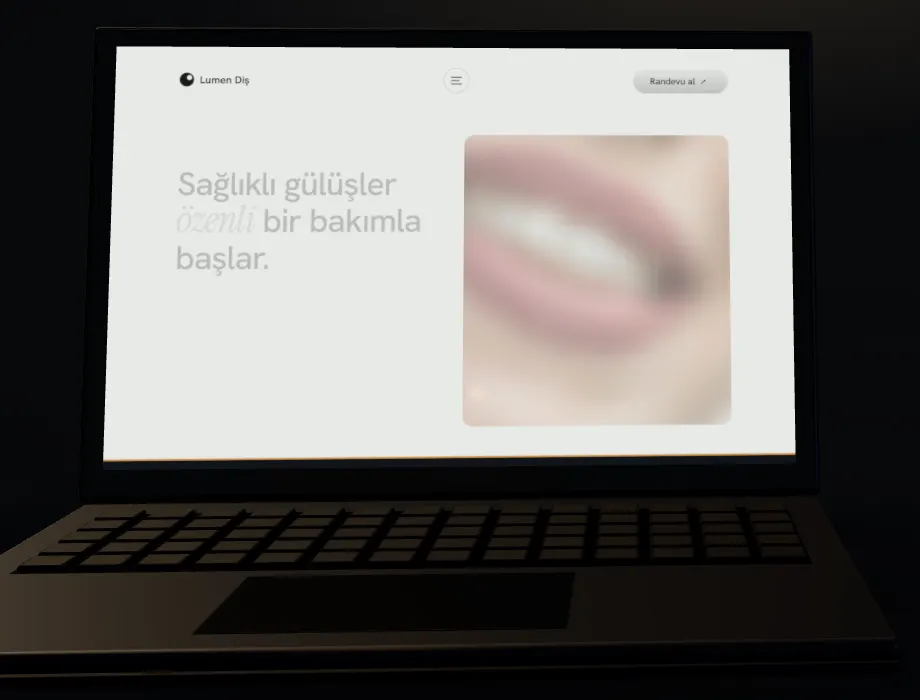 Lumen Diş
Randevu al ↗
Sağlıklı gülüşler
özenli bir bakımla
başlar.